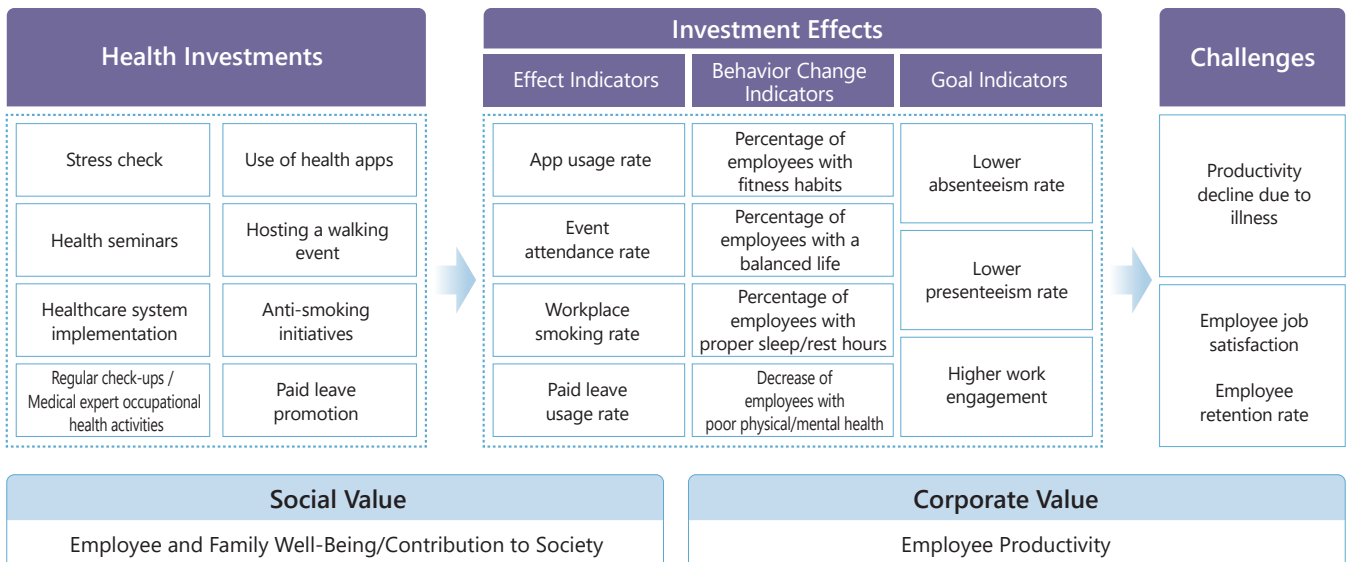 Health Investments
Stress check
Use of health apps
Health seminars
Hosting a walking
event
Healthcare system
implementation
Anti-smoking
initiatives
Regular check-ups /
Medical expert occupational
health activities
Paid leave
promotion
Investment Effects
Effect Indicators
Behavior Change
Indicators
Goal Indicators
App usage rate
Event
attendance rate
Workplace
smoking rate
Paid leave
usage rate
Percentage of
employees with
fitness habits
Percentage of
employees with a
balanced life
Percentage of
employees with
proper sleep/rest hours
Decrease of
employees with
poor physical/mental health
Lower
absenteeism rate
Lower
presenteeism rate
Higher work
engagement
Challenges
Productivity
decline due to
illness
Employee job
satisfaction
Employee
retention rate
Social Value
Employee and Family Well-Being/Contribution to Society
Corporate Value
Employee Productivity